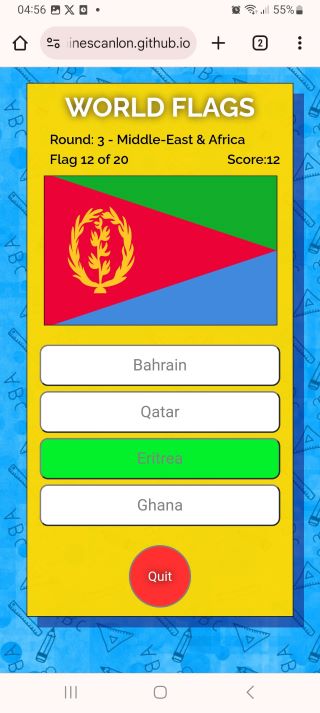 04:56
55%
inescanlon.github.io
2
WORLD FLAGS
Round: 3 - Middle-East & Africa
Flag 12 of 20 Score:12
Bahrain
Qatar
Eritrea
Ghana
Quit